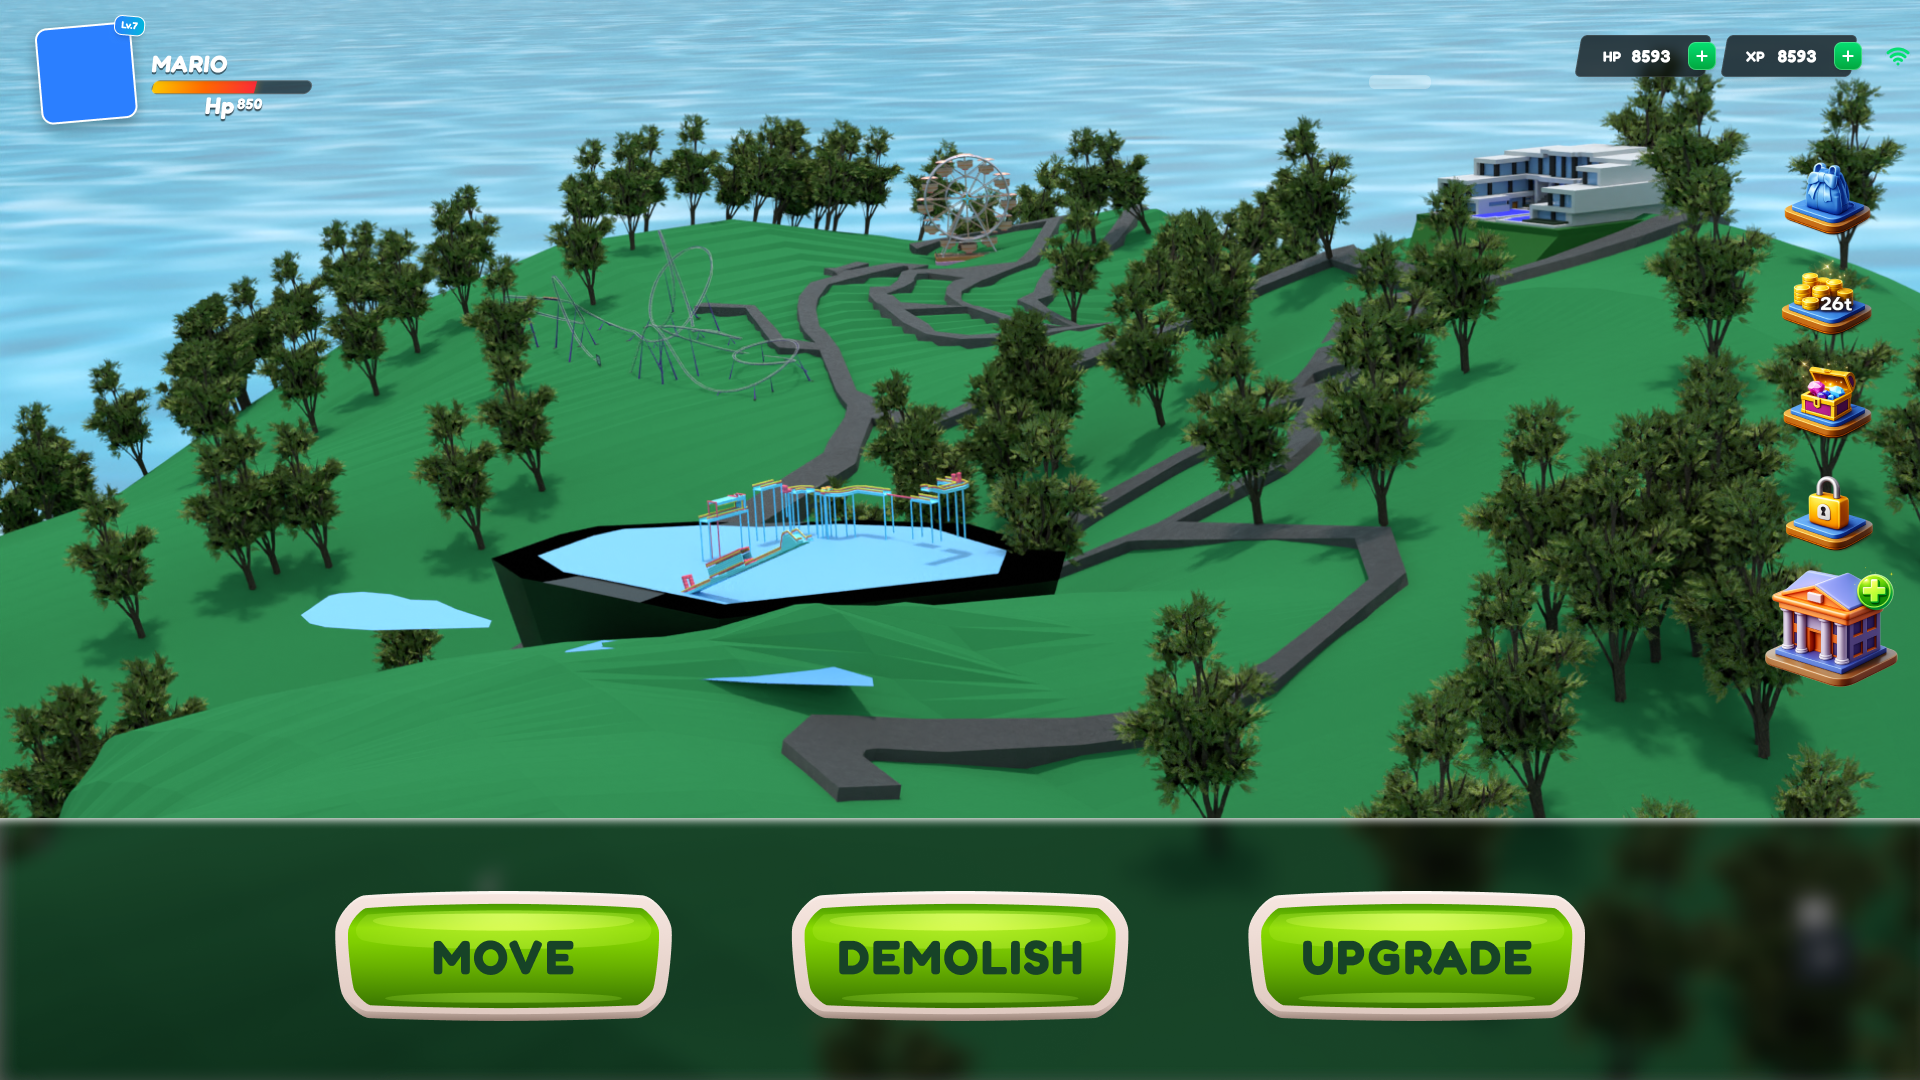 Lv.7
MARIO
Hp 850
HP 8593 +
XP 8593 +
26t
MOVE
DEMOLISH
UPGRADE